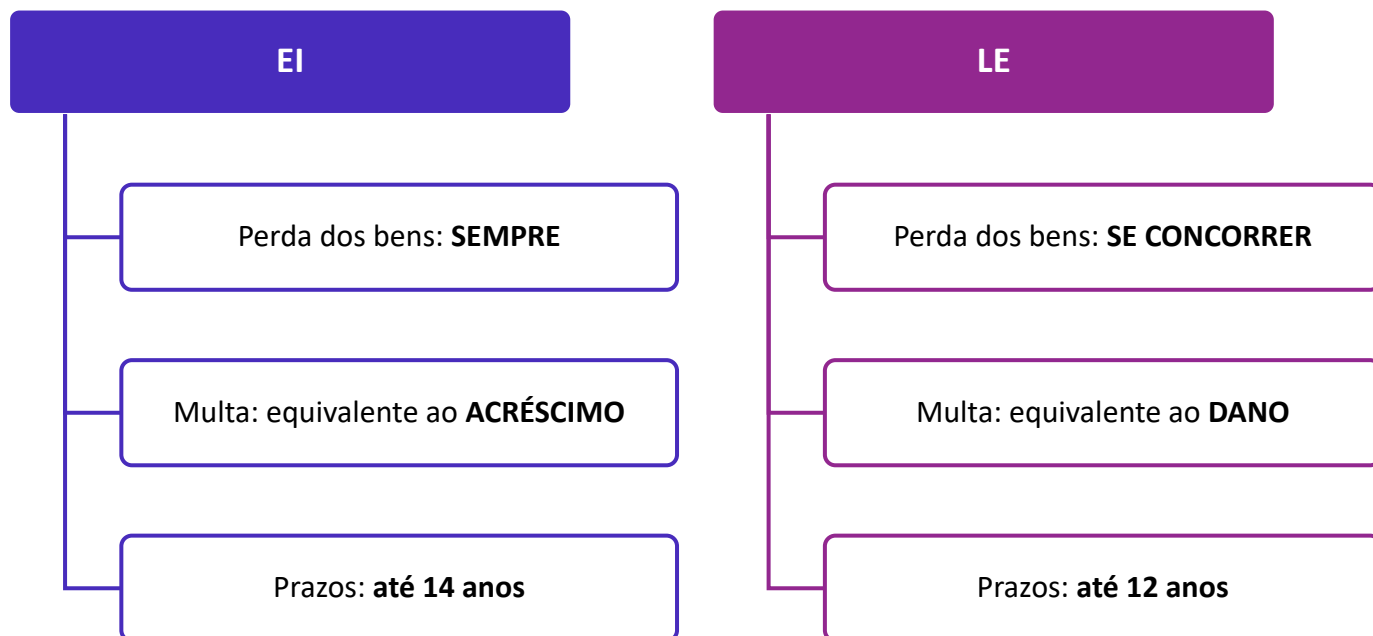 EI
Perda dos bens: SEMPRE
Multa: equivalente ao ACRÉSCIMO
Prazos: até 14 anos
LE
Perda dos bens: SE CONCORRER
Multa: equivalente ao DANO
Prazos: até 12 anos